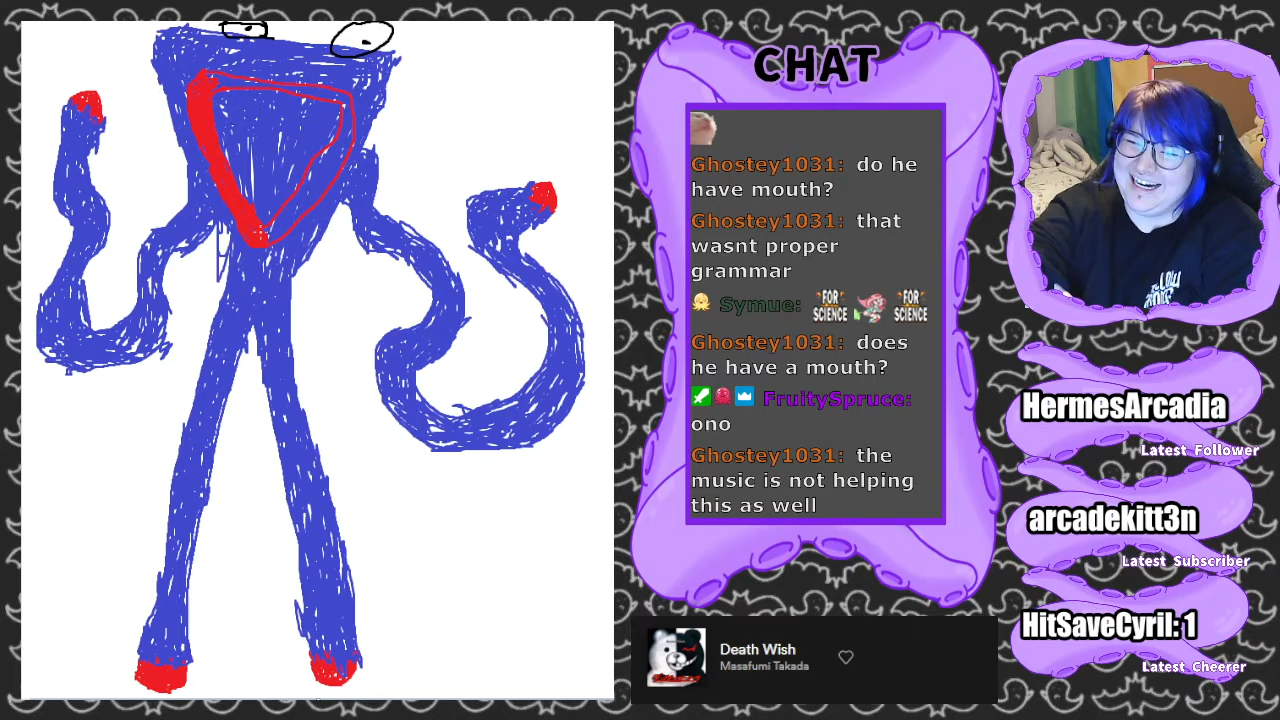 CHAT
Ghostey1031: do he
have mouth?
Ghostey1031: that
wasnt proper
grammar
Symue: FOR SCIENCE FOR SCIENCE
Ghostey1031: does
he have a mouth?
FruitySpruce:
ono
Ghostey1031: the
music is not helping
this as well
Death Wish
Masafumi Takada
HermesArcadia
Latest Follower
arcadekitt3n
Latest Subscriber
HitSaveCyril: 1
Latest Cheerer